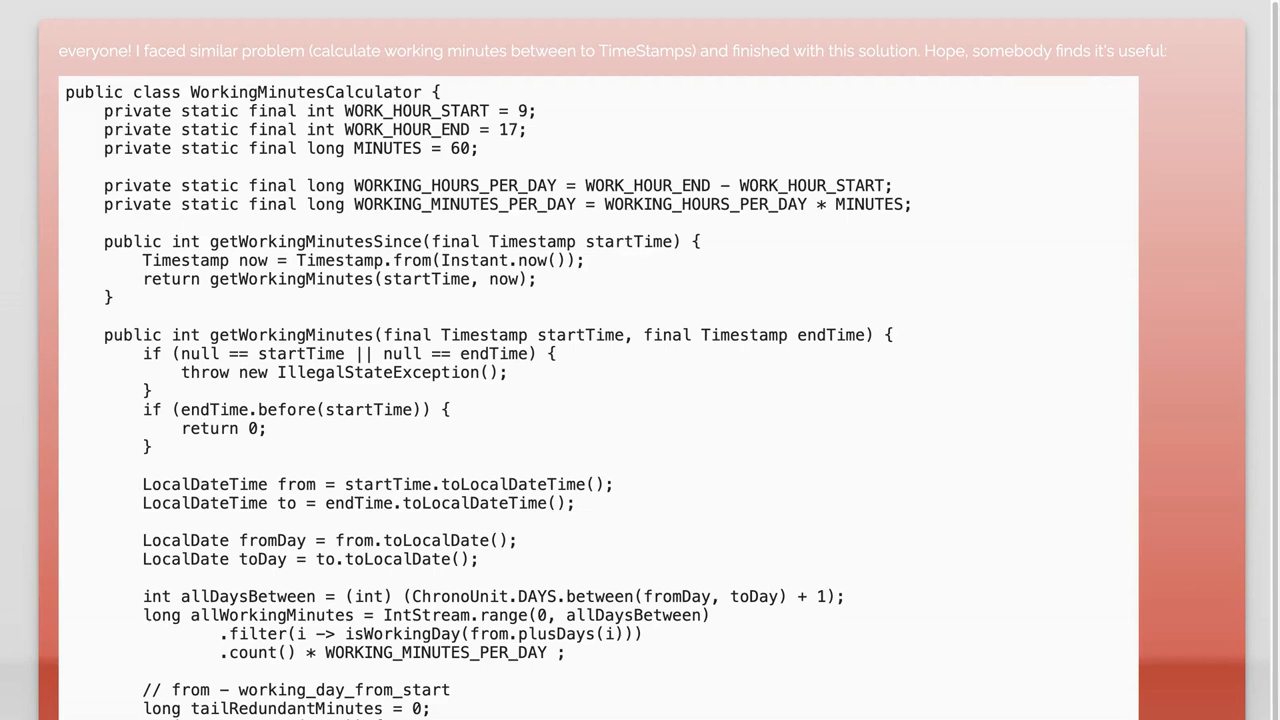 everyone! I faced similar problem (calculate working minutes between to TimeStamps) and finished with this solution. Hope, somebody finds it's useful:
public class WorkingMinutesCalculator {
    private static final int WORK_HOUR_START = 9;
    private static final int WORK_HOUR_END = 17;
    private static final long MINUTES = 60;

    private static final long WORKING_HOURS_PER_DAY = WORK_HOUR_END - WORK_HOUR_START;
    private static final long WORKING_MINUTES_PER_DAY = WORKING_HOURS_PER_DAY * MINUTES;

    public int getWorkingMinutesSince(final Timestamp startTime) {
        Timestamp now = Timestamp.from(Instant.now());
        return getWorkingMinutes(startTime, now);
    }

    public int getWorkingMinutes(final Timestamp startTime, final Timestamp endTime) {
        if (null == startTime || null == endTime) {
            throw new IllegalStateException();
        }
        if (endTime.before(startTime)) {
            return 0;
        }

        LocalDateTime from = startTime.toLocalDateTime();
        LocalDateTime to = endTime.toLocalDateTime();

        LocalDate fromDay = from.toLocalDate();
        LocalDate toDay = to.toLocalDate();

        int allDaysBetween = (int) (ChronoUnit.DAYS.between(fromDay, toDay) + 1);
        long allWorkingMinutes = IntStream.range(0, allDaysBetween)
                .filter(i -> isWorkingDay(from.plusDays(i)))
                .count() * WORKING_MINUTES_PER_DAY ;

        // from - working_day_from_start
        long tailRedundantMinutes = 0;